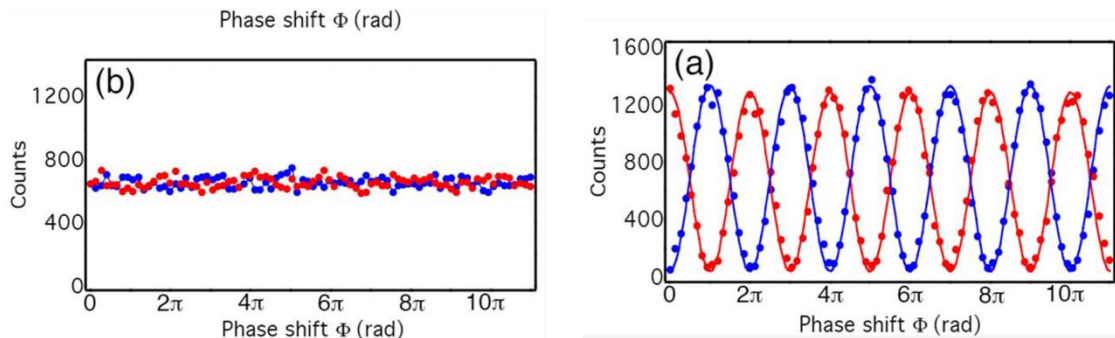 Phase shift Φ (rad)
(b)
1200
800
400
0
Counts
0 2π 4π 6π 8π 10π
Phase shift Φ (rad)
(a)
1600
1200
800
400
0
Counts
0 2π 4π 6π 8π 10π
Phase shift Φ (rad)